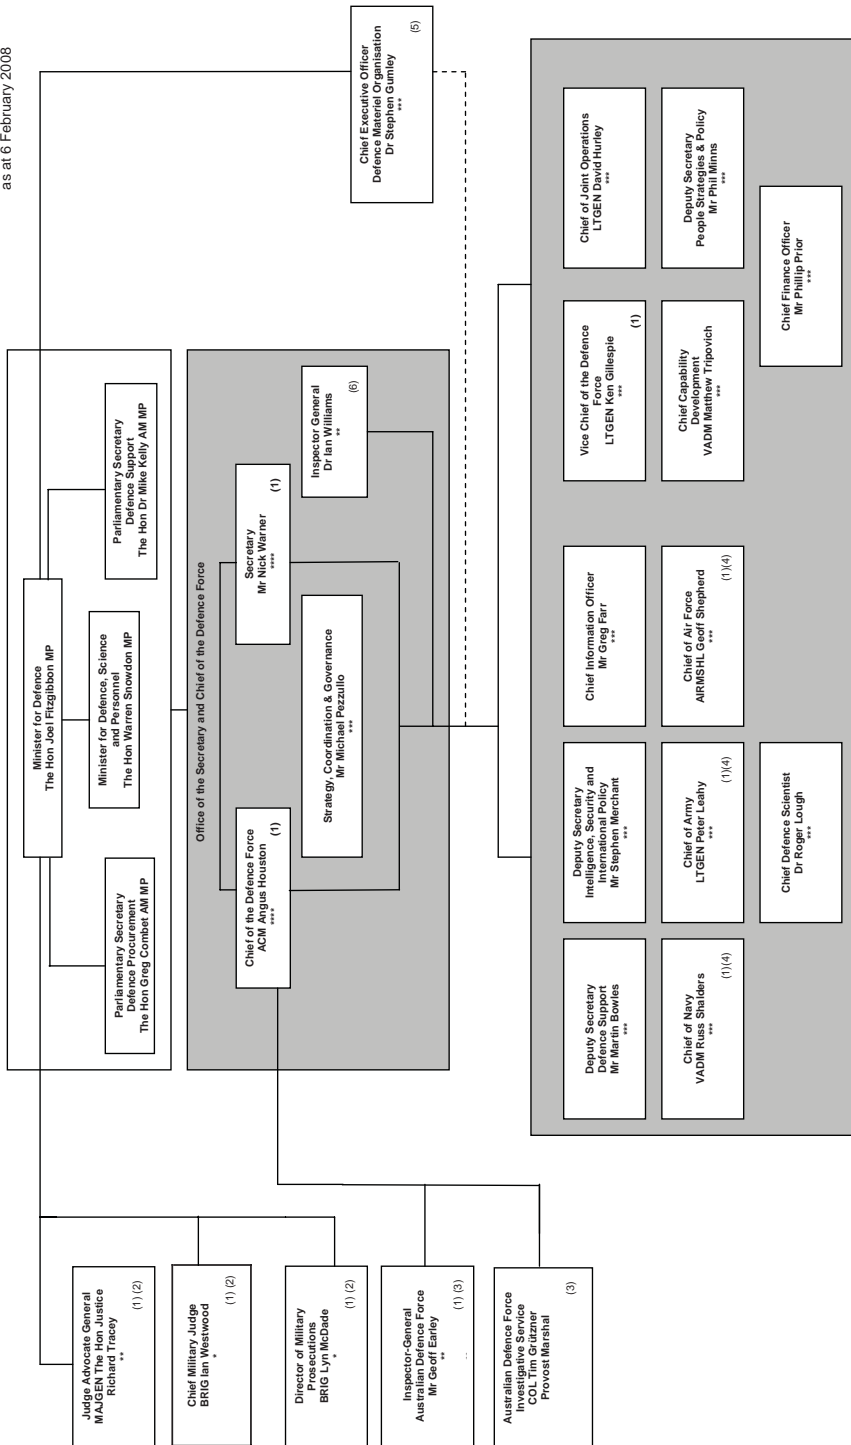 as at 6 February 2008
Minister for Defence
The Hon Joel Fitzgibbon MP
Parliamentary Secretary
Defence Procurement
The Hon Greg Combet AM MP
Minister for Defence, Science
and Personnel
The Hon Warren Snowdon MP
Parliamentary Secretary
Defence Support
The Hon Dr Mike Kelly AM MP
Chief Executive Officer
Defence Materiel Organisation
Dr Stephen Gumley
***
(5)
Office of the Secretary and Chief of the Defence Force
Chief of the Defence Force
ACM Angus Houston
****
(1)
Secretary
Mr Nick Warner
****
(1)
Strategy, Coordination & Governance
Mr Michael Pezzullo
***
Inspector General
Dr Ian Williams
**
(6)
Judge Advocate General
MAJGEN The Hon Justice
Richard Tracey
**
(1) (2)
Chief Military Judge
BRIG Ian Westwood
*
(1) (2)
Director of Military
Prosecutions
BRIG Lyn McDade
*
(1) (2)
Inspector-General
Australian Defence Force
Mr Geoff Earley
**
(1) (3)
Australian Defence Force
Investigative Service
COL Tim Grützner
Provost Marshal
(3)
Deputy Secretary
Defence Support
Mr Martin Bowles
***
Deputy Secretary
Intelligence, Security and
International Policy
Mr Stephen Merchant
***
Chief Information Officer
Mr Greg Farr
***
Vice Chief of the Defence
Force
LTGEN Ken Gillespie
***
(1)
Chief of Joint Operations
LTGEN David Hurley
***
Chief of Navy
VADM Russ Shalders
***
(1)(4)
Chief of Army
LTGEN Peter Leahy
***
(1)(4)
Chief of Air Force
AIRMSHL Geoff Shepherd
***
(1)(4)
Chief Capability
Development
VADM Matthew Tripovich
***
Deputy Secretary
People Strategies & Policy
Mr Phil Minns
***
Chief Defence Scientist
Dr Roger Lough
***
Chief Finance Officer
Mr Phillip Prior
***